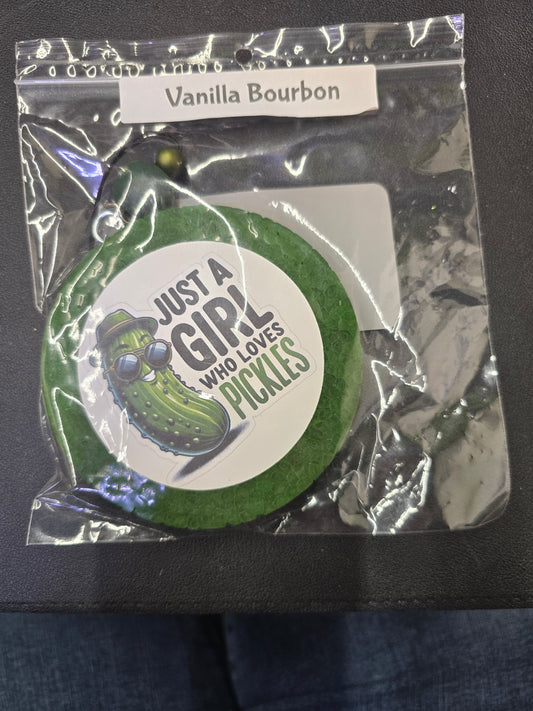 Vanilla Bourbon
JUST A
GIRL
WHO LOVES
PICKLES